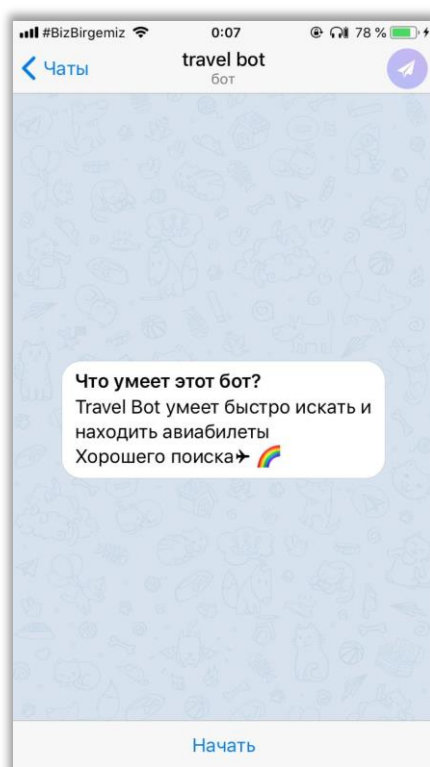 #BizBirgemiz 0:07 78 %
Чаты travel bot
бот
Что умеет этот бот?
Travel Bot умеет быстро искать и
находить авиабилеты
Хорошего поиска✈ 🌈
Начать